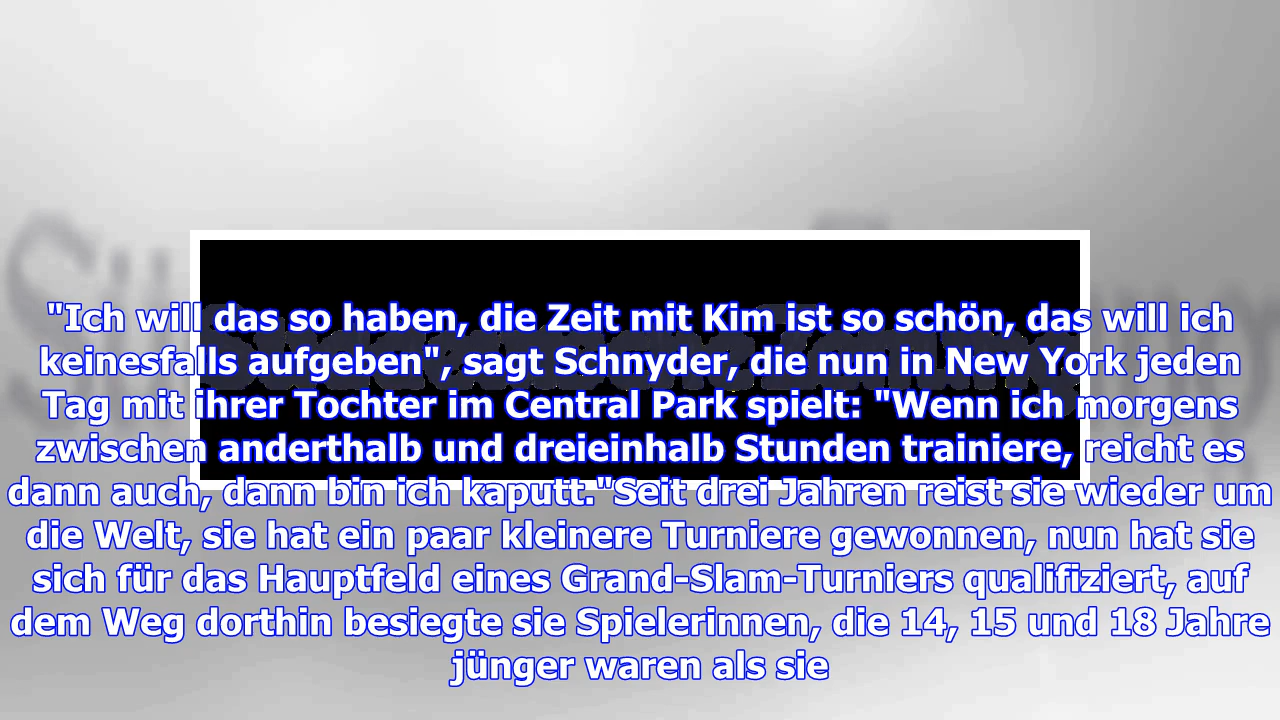 "Ich will das so haben, die Zeit mit Kim ist so schön, das will ich
keinesfalls aufgeben", sagt Schnyder, die nun in New York jeden
Tag mit ihrer Tochter im Central Park spielt: "Wenn ich morgens
zwischen anderthalb und dreieinhalb Stunden trainiere, reicht es
dann auch, dann bin ich kaputt."Seit drei Jahren reist sie wieder um
die Welt, sie hat ein paar kleinere Turniere gewonnen, nun hat sie
sich für das Hauptfeld eines Grand-Slam-Turniers qualifiziert, auf
dem Weg dorthin besiegte sie Spielerinnen, die 14, 15 und 18 Jahre
jünger waren als sie